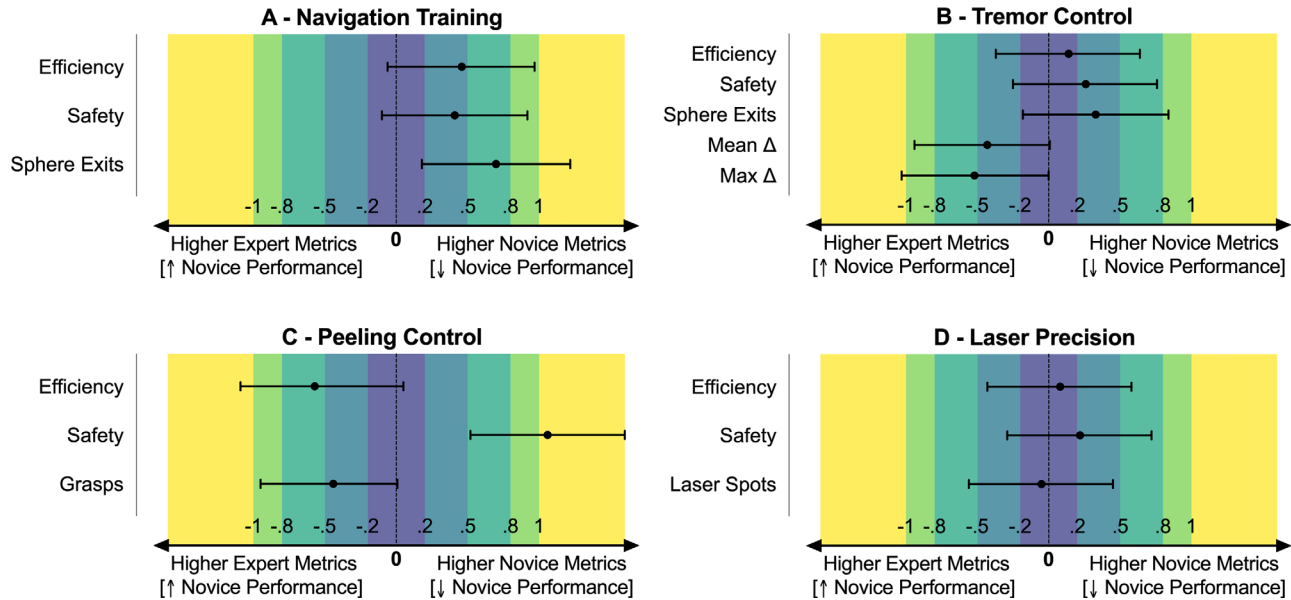 A - Navigation Training
Efficiency
Safety
Sphere Exits
-1 -.8 -.5 -.2 .2 .5 .8 1
0
Higher Expert Metrics Higher Novice Metrics
[↑ Novice Performance] [↓ Novice Performance]
B - Tremor Control
Efficiency
Safety
Sphere Exits
Mean Δ
Max Δ
-1 -.8 -.5 -.2 .2 .5 .8 1
0
Higher Expert Metrics Higher Novice Metrics
[↑ Novice Performance] [↓ Novice Performance]
C - Peeling Control
Efficiency
Safety
Grasps
-1 -.8 -.5 -.2 .2 .5 .8 1
0
Higher Expert Metrics Higher Novice Metrics
[↑ Novice Performance] [↓ Novice Performance]
D - Laser Precision
Efficiency
Safety
Laser Spots
-1 -.8 -.5 -.2 .2 .5 .8 1
0
Higher Expert Metrics Higher Novice Metrics
[↑ Novice Performance] [↓ Novice Performance]